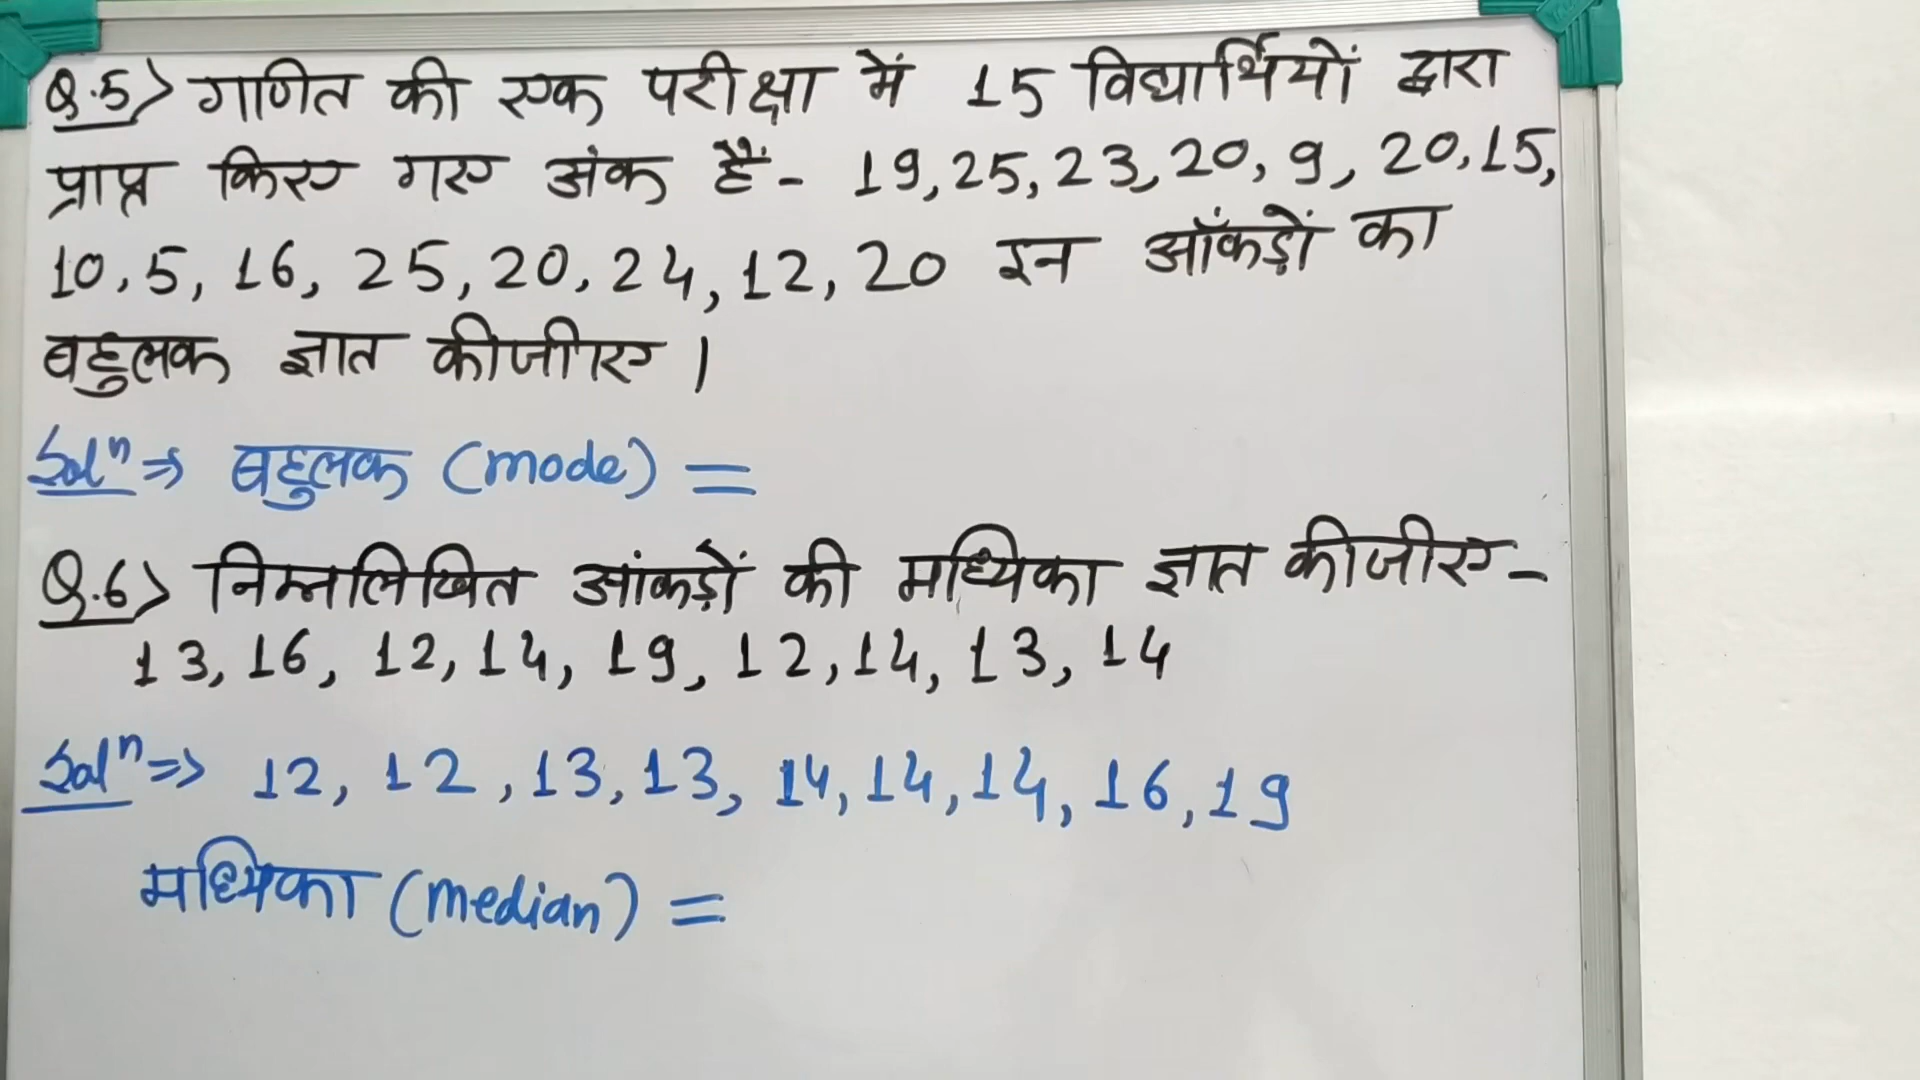 Q.5> गणित की एक परीक्षा में 15 विद्यार्थियों द्वारा
प्राप्त किए गए अंक हैं- 19, 25, 23, 20, 9, 20, 15,
10, 5, 16, 25, 20, 24, 12, 20 इन आँकड़ों का
बहुलक ज्ञात कीजीए ।
Solⁿ ⇒ बहुलक (mode) =
Q.6> निम्नलिखित आंकड़ों की मध्यिका ज्ञात कीजीए-
13, 16, 12, 14, 19, 12, 14, 13, 14
Solⁿ => 12, 12, 13, 13, 14, 14, 14, 16, 19
मध्यिका (median) =